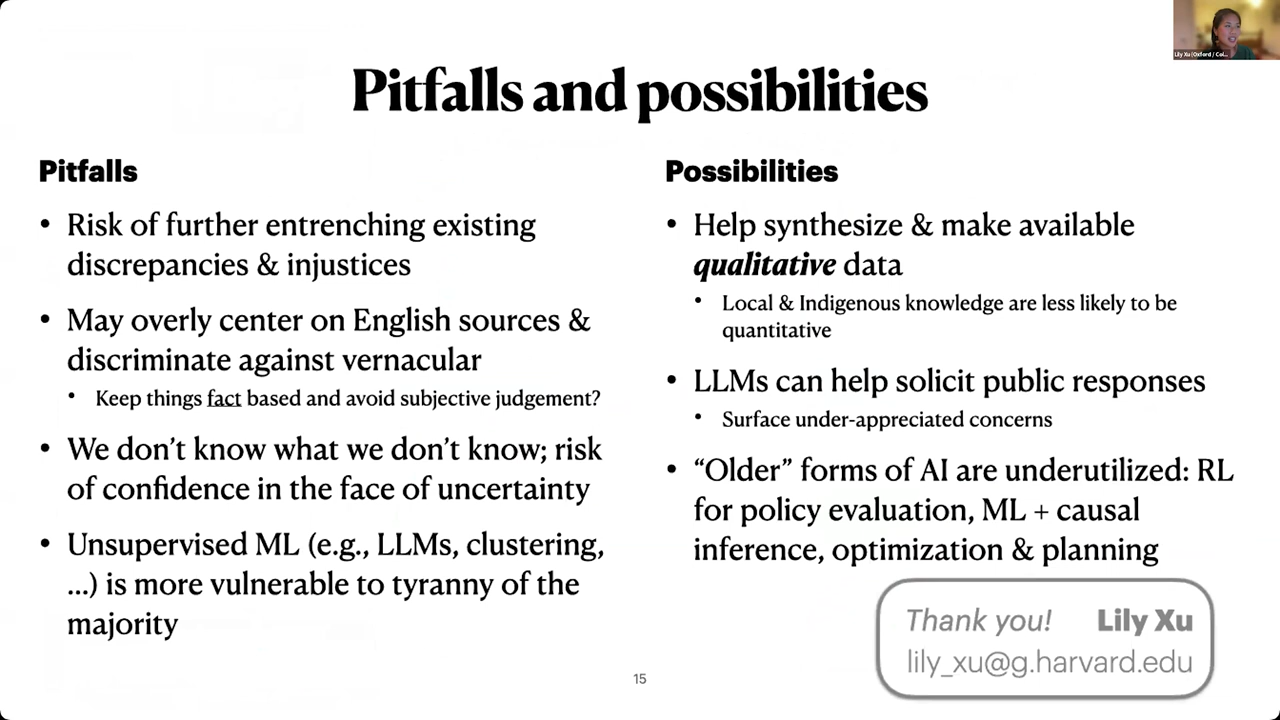 Lily Xu (Oxford / Col...
Pitfalls and possibilities
Pitfalls
• Risk of further entrenching existing
discrepancies & injustices
• May overly center on English sources &
discriminate against vernacular
• Keep things fact based and avoid subjective judgement?
• We don’t know what we don’t know; risk
of confidence in the face of uncertainty
• Unsupervised ML (e.g., LLMs, clustering,
...) is more vulnerable to tyranny of the
majority
Possibilities
• Help synthesize & make available
qualitative data
• Local & Indigenous knowledge are less likely to be
quantitative
• LLMs can help solicit public responses
• Surface under-appreciated concerns
• “Older” forms of AI are underutilized: RL
for policy evaluation, ML + causal
inference, optimization & planning
Thank you! Lily Xu
lily_xu@g.harvard.edu
15